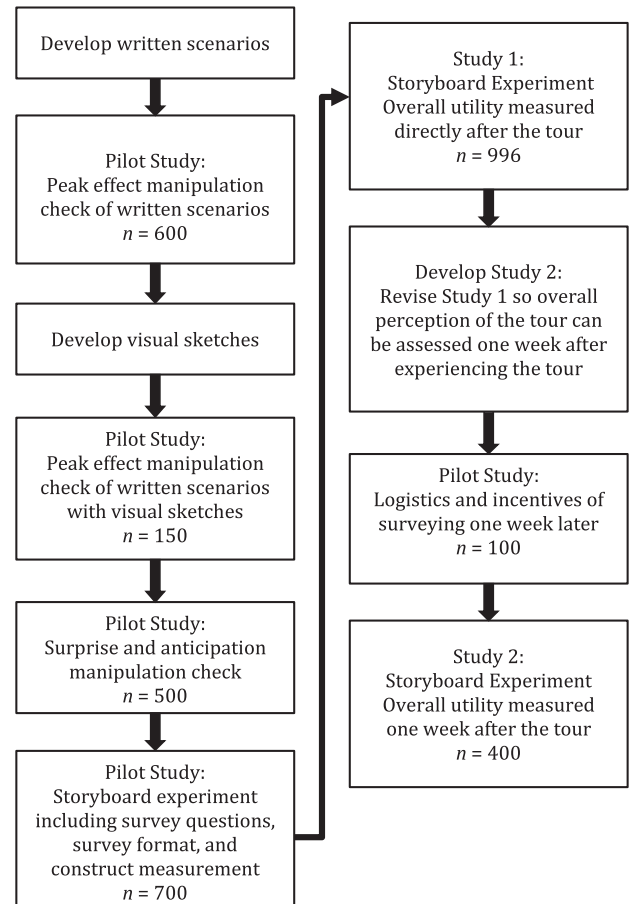 Develop written scenarios
Pilot Study:
Peak effect manipulation
check of written scenarios
n = 600
Develop visual sketches
Pilot Study:
Peak effect manipulation
check of written scenarios
with visual sketches
n = 150
Pilot Study:
Surprise and anticipation
manipulation check
n = 500
Pilot Study:
Storyboard experiment
including survey questions,
survey format, and
construct measurement
n = 700
Study 1:
Storyboard Experiment
Overall utility measured
directly after the tour
n = 996
Develop Study 2:
Revise Study 1 so overall
perception of the tour can
be assessed one week after
experiencing the tour
Pilot Study:
Logistics and incentives of
surveying one week later
n = 100
Study 2:
Storyboard Experiment
Overall utility measured
one week after the tour
n = 400